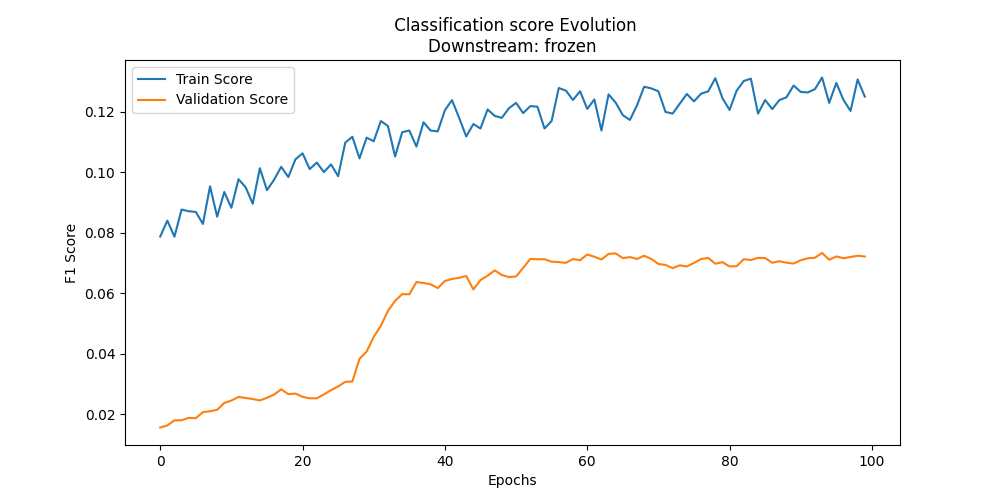 Classification score Evolution
Downstream: frozen
Train Score
Validation Score
F1 Score
0.12
0.10
0.08
0.06
0.04
0.02
0 20 40 60 80 100
Epochs